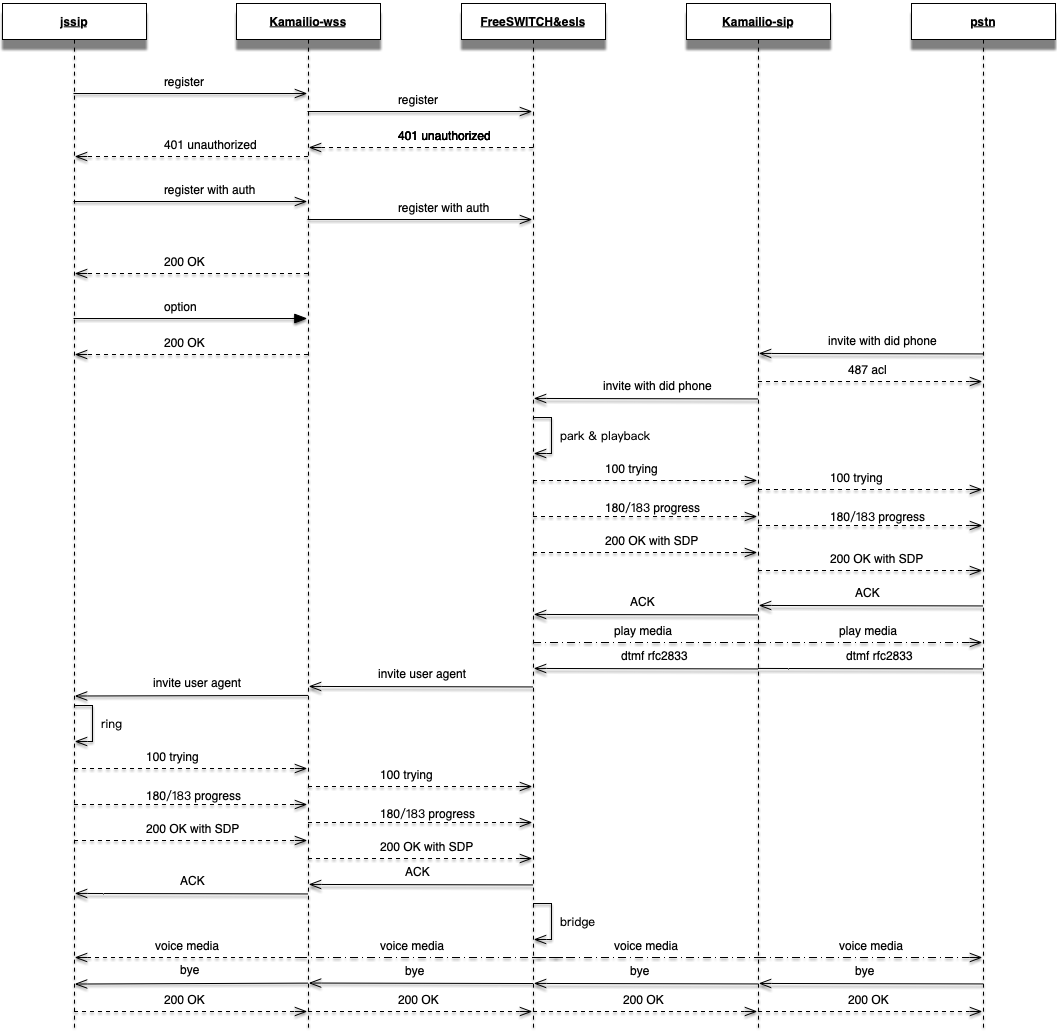 jssip
Kamailio-wss
FreeSWITCH&esls
Kamailio-sip
pstn
register
register
401 unauthorized
401 unauthorized
register with auth
register with auth
200 OK
option
200 OK
invite with did phone
487 acl
invite with did phone
park & playback
100 trying
100 trying
180/183 progress
180/183 progress
200 OK with SDP
200 OK with SDP
ACK
ACK
play media
play media
dtmf rfc2833
dtmf rfc2833
invite user agent
invite user agent
ring
100 trying
100 trying
180/183 progress
180/183 progress
200 OK with SDP
200 OK with SDP
ACK
ACK
bridge
voice media
voice media
voice media
voice media
bye
bye
bye
bye
200 OK
200 OK
200 OK
200 OK